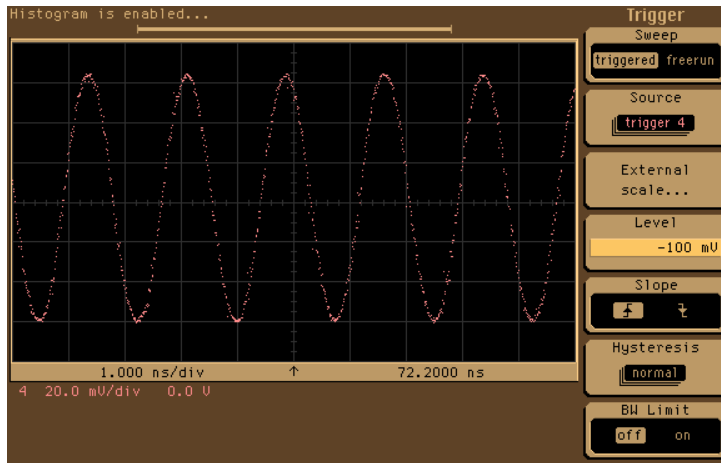 Histogram is enabled...
1.000 ns/div ↑ 72.2000 ns
4 20.0 mV/div 0.0 V
Trigger
Sweep
triggered freerun
Source
trigger 4
External
scale...
Level
-100 mV
Slope
Hysteresis
normal
BW Limit
off on